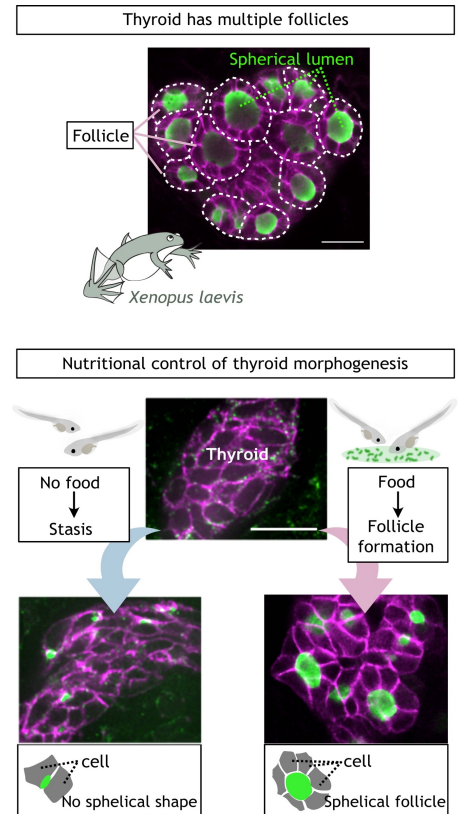 Thyroid has multiple follicles
Spherical lumen
Follicle
Xenopus laevis
Nutritional control of thyroid morphogenesis
Thyroid
No food
Stasis
Food
Follicle
formation
cell
No sphelical shape
cell
Sphelical follicle